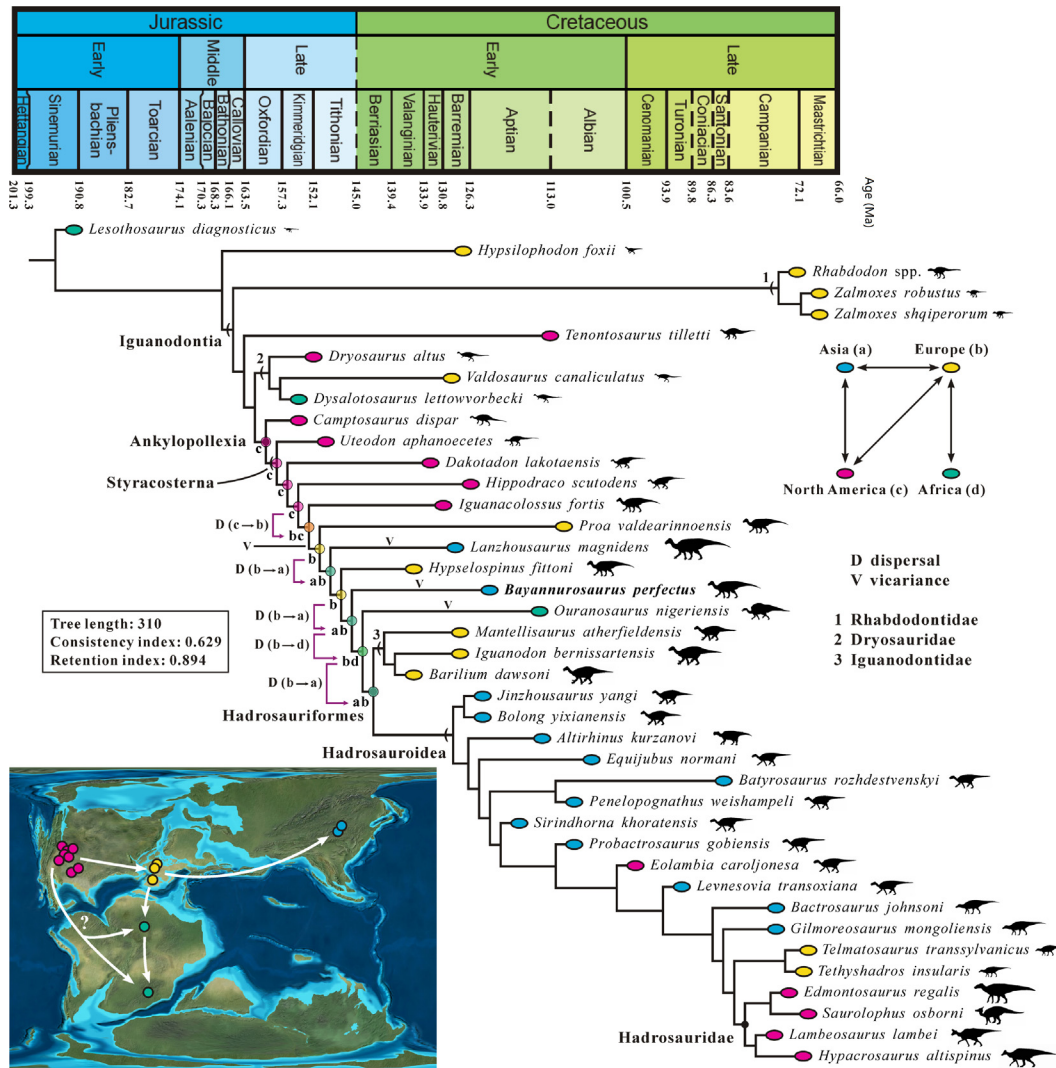 Jurassic
Cretaceous
Early
Middle
Late
Early
Late
Hettangian
Sinemurian
Pliens-
bachian
Toarcian
Aalenian
Bajocian
Bathonian
Callovian
Oxfordian
Kimmeridgian
Tithonian
Berriasian
Valanginian
Hauterivian
Barremian
Aptian
Albian
Cenomanian
Turonian
Coniacian
Santonian
Campanian
Maastrichtian
201.3
199.3
190.8
182.7
174.1
170.3
168.3
166.1
163.5
157.3
152.1
145.0
139.4
133.9
130.8
126.3
113.0
100.5
93.9
89.8
86.3
83.6
72.1
66.0
Age (Ma)
Lesothosaurus diagnosticus
Hypsilophodon foxii
1
Rhabdodon spp.
Zalmoxes robustus
Zalmoxes shqiperorum
Iguanodontia
Tenontosaurus tilletti
2
Dryosaurus altus
Valdosaurus canaliculatus
Dysalotosaurus lettowvorbecki
Camptosaurus dispar
Ankylopollexia
c
Uteodon aphanoecetes
Styracosterna
c
Dakotadon lakotaensis
c
Hippodraco scutodens
c
Iguanacolossus fortis
D (c→b)
bc
Proa valdearinnoensis
V
b
V
Lanzhousaurus magnidens
D (b→a)
ab
Hypselospinus fittoni
b
V
Bayannurosaurus perfectus
D (b→a)
ab
V
Ouranosaurus nigeriensis
D (b→d)
bd
3
Mantellisaurus atherfieldensis
Iguanodon bernissartensis
D (b→a)
ab
Barilium dawsoni
Hadrosauriformes
Jinzhousaurus yangi
Bolong yixianensis
Hadrosauroidea
Altirhinus kurzanovi
Equijubus normani
Batyrosaurus rozhdestvenskyi
Penelopognathus weishampeli
Sirindhorna khoratensis
Probactrosaurus gobiensis
Eolambia caroljonesa
Levnesovia transoxiana
Bactrosaurus johnsoni
Gilmoreosaurus mongoliensis
Telmatosaurus transsylvanicus
Tethyshadros insularis
Edmontosaurus regalis
Saurolophus osborni
Hadrosauridae
Lambeosaurus lambei
Hypacrosaurus altispinus
Asia (a)
Europe (b)
North America (c)
Africa (d)
D dispersal
V vicariance
1 Rhabdodontidae
2 Dryosauridae
3 Iguanodontidae
Tree length: 310
Consistency index: 0.629
Retention index: 0.894
?